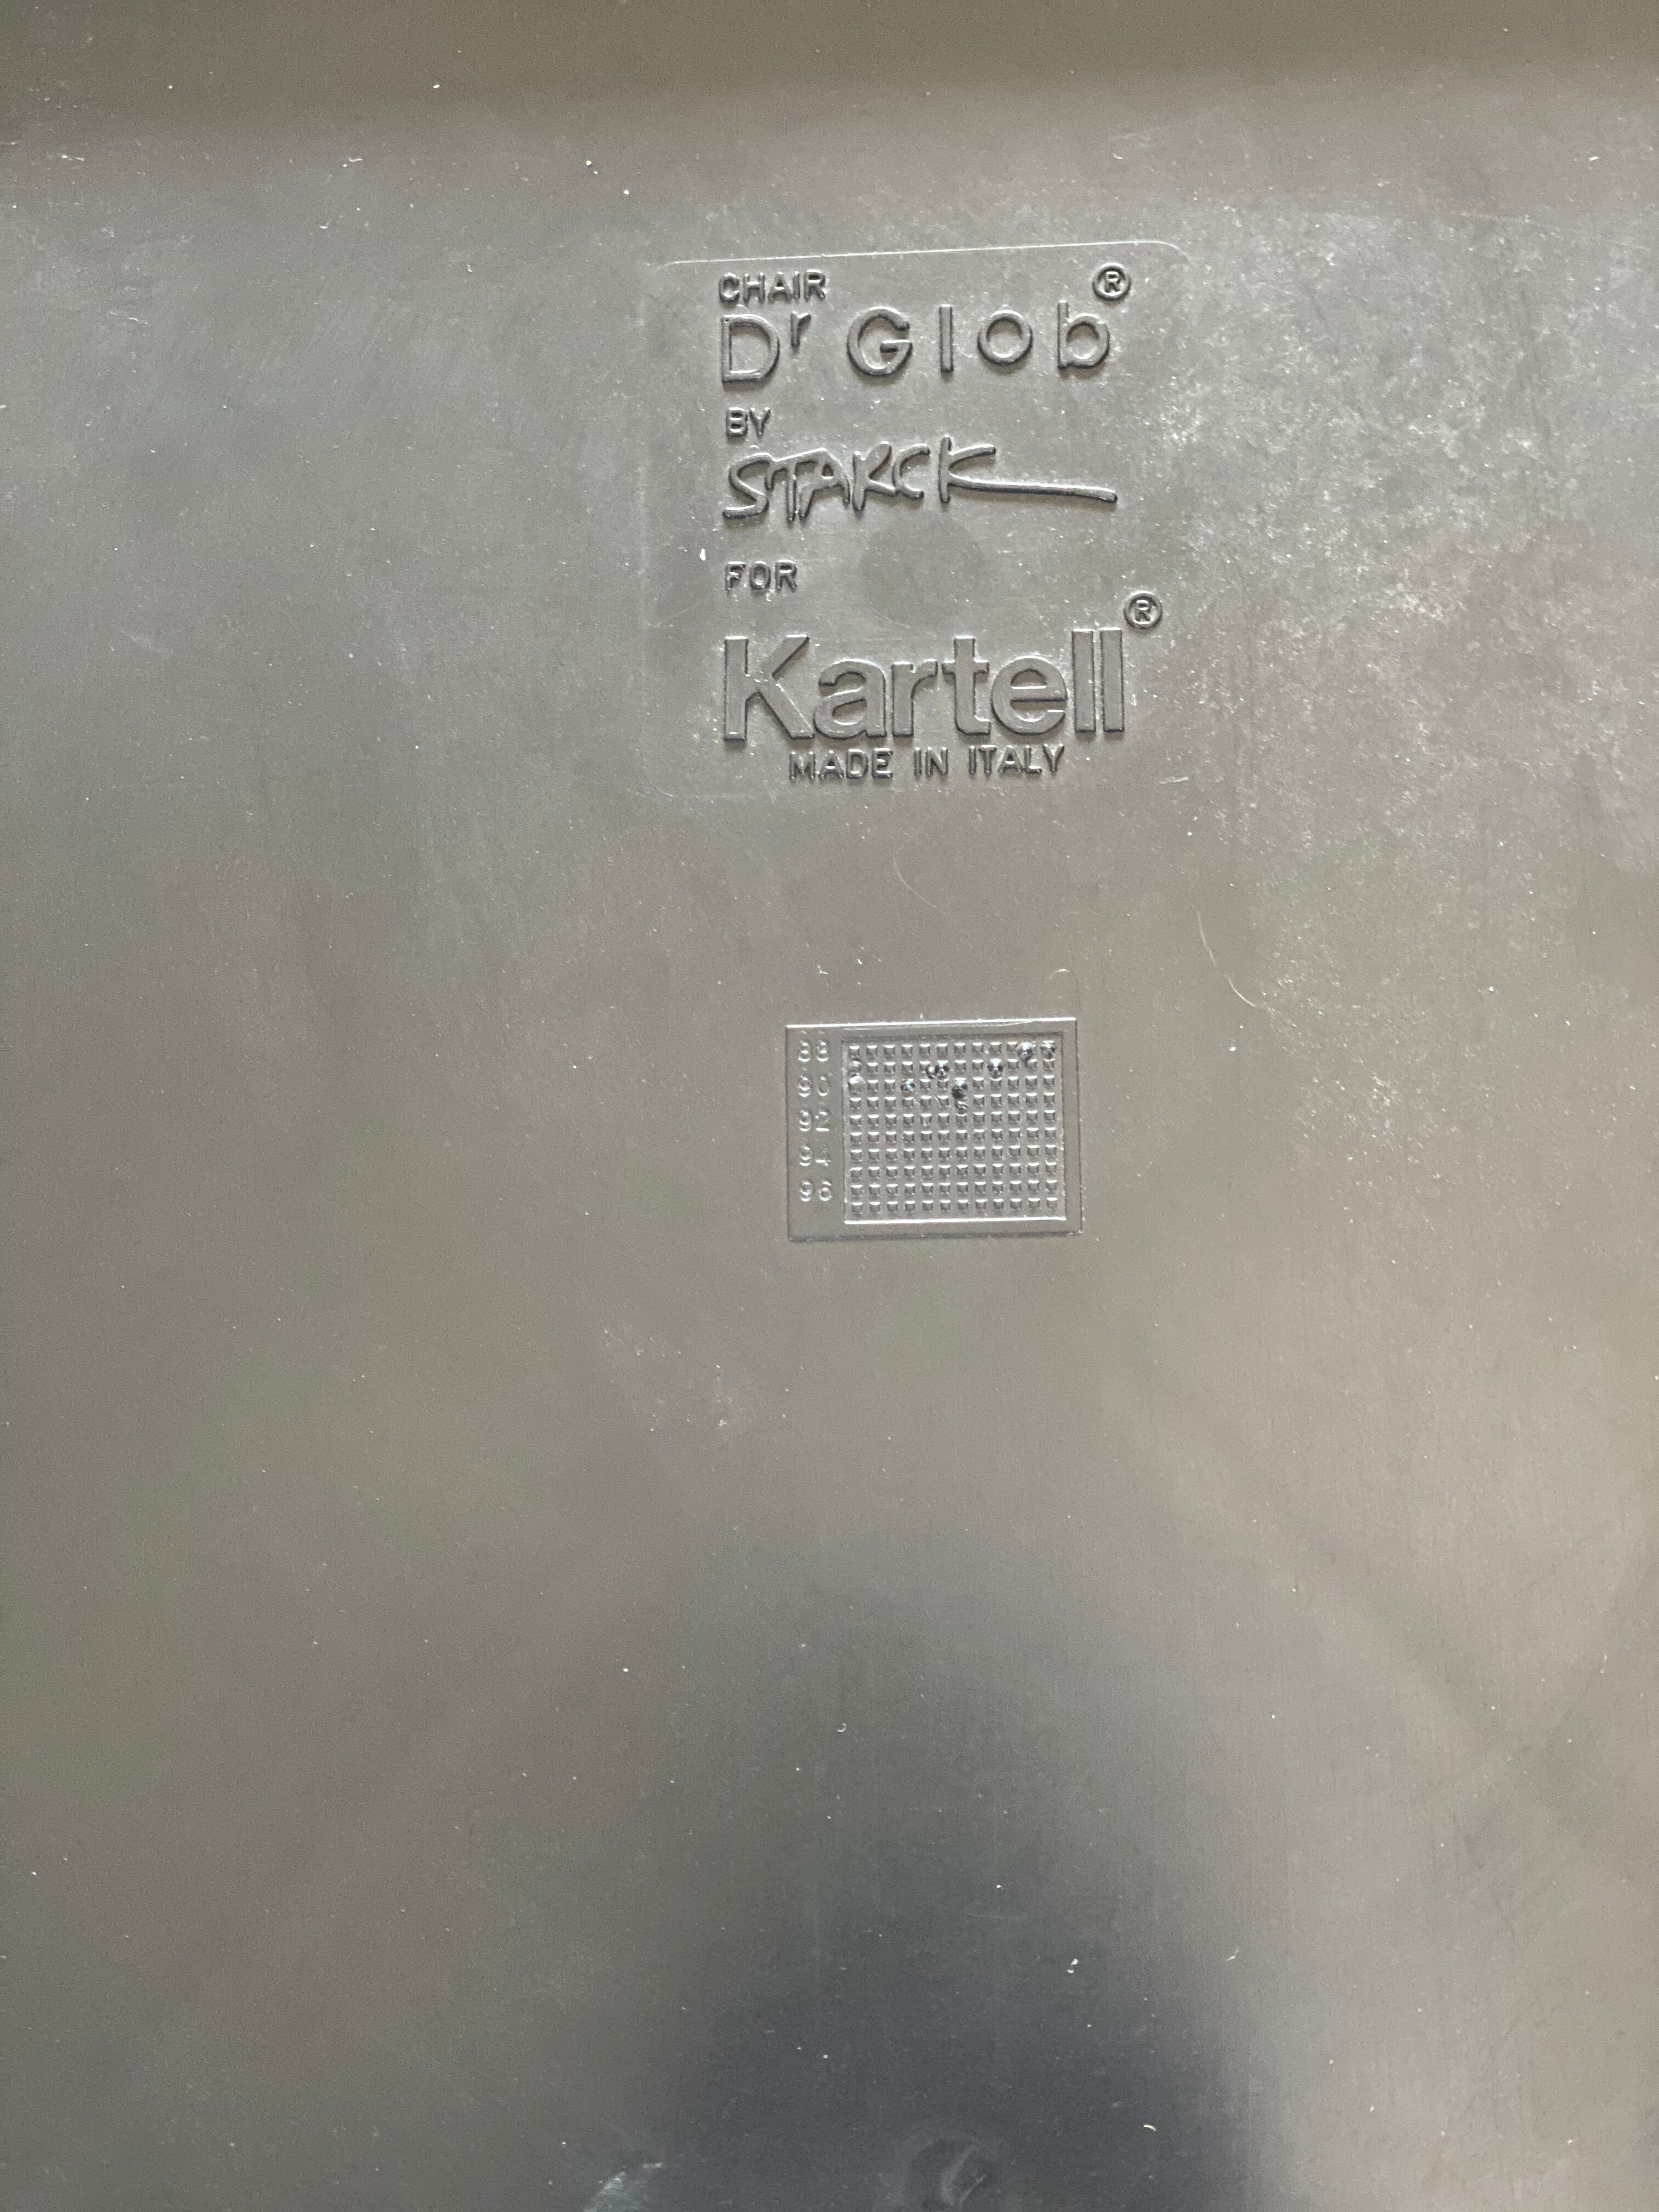 CHAIR
Dr Glob®
BY
STARCK
FOR
Kartell®
MADE IN ITALY
88
90
92
94
96